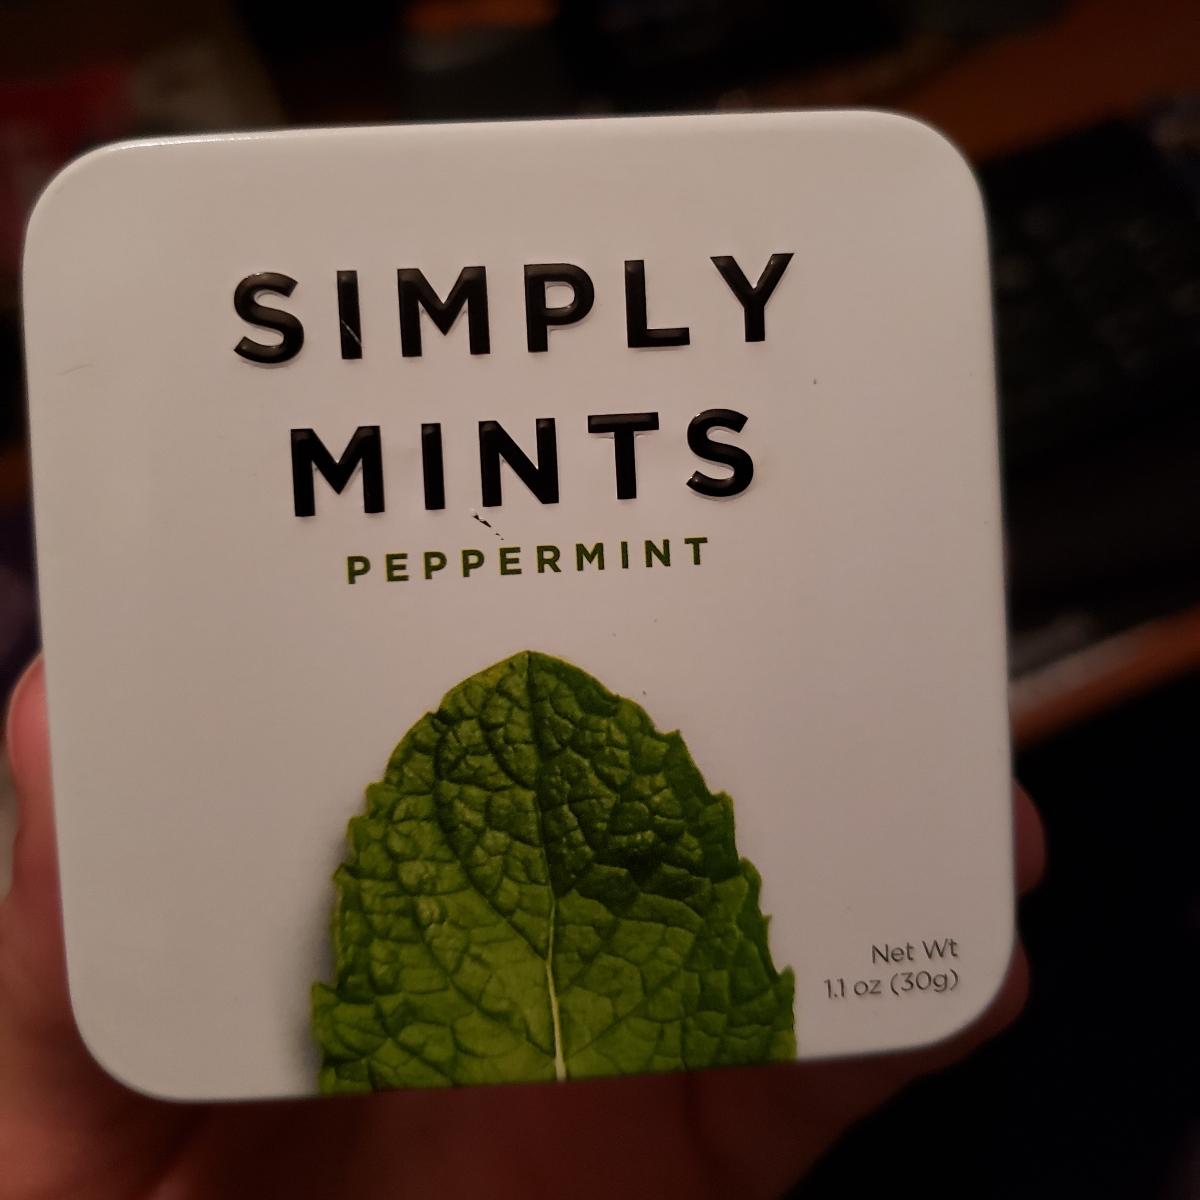 SIMPLY
MINTS
PEPPERMINT
Net Wt
1.1 oz (30g)